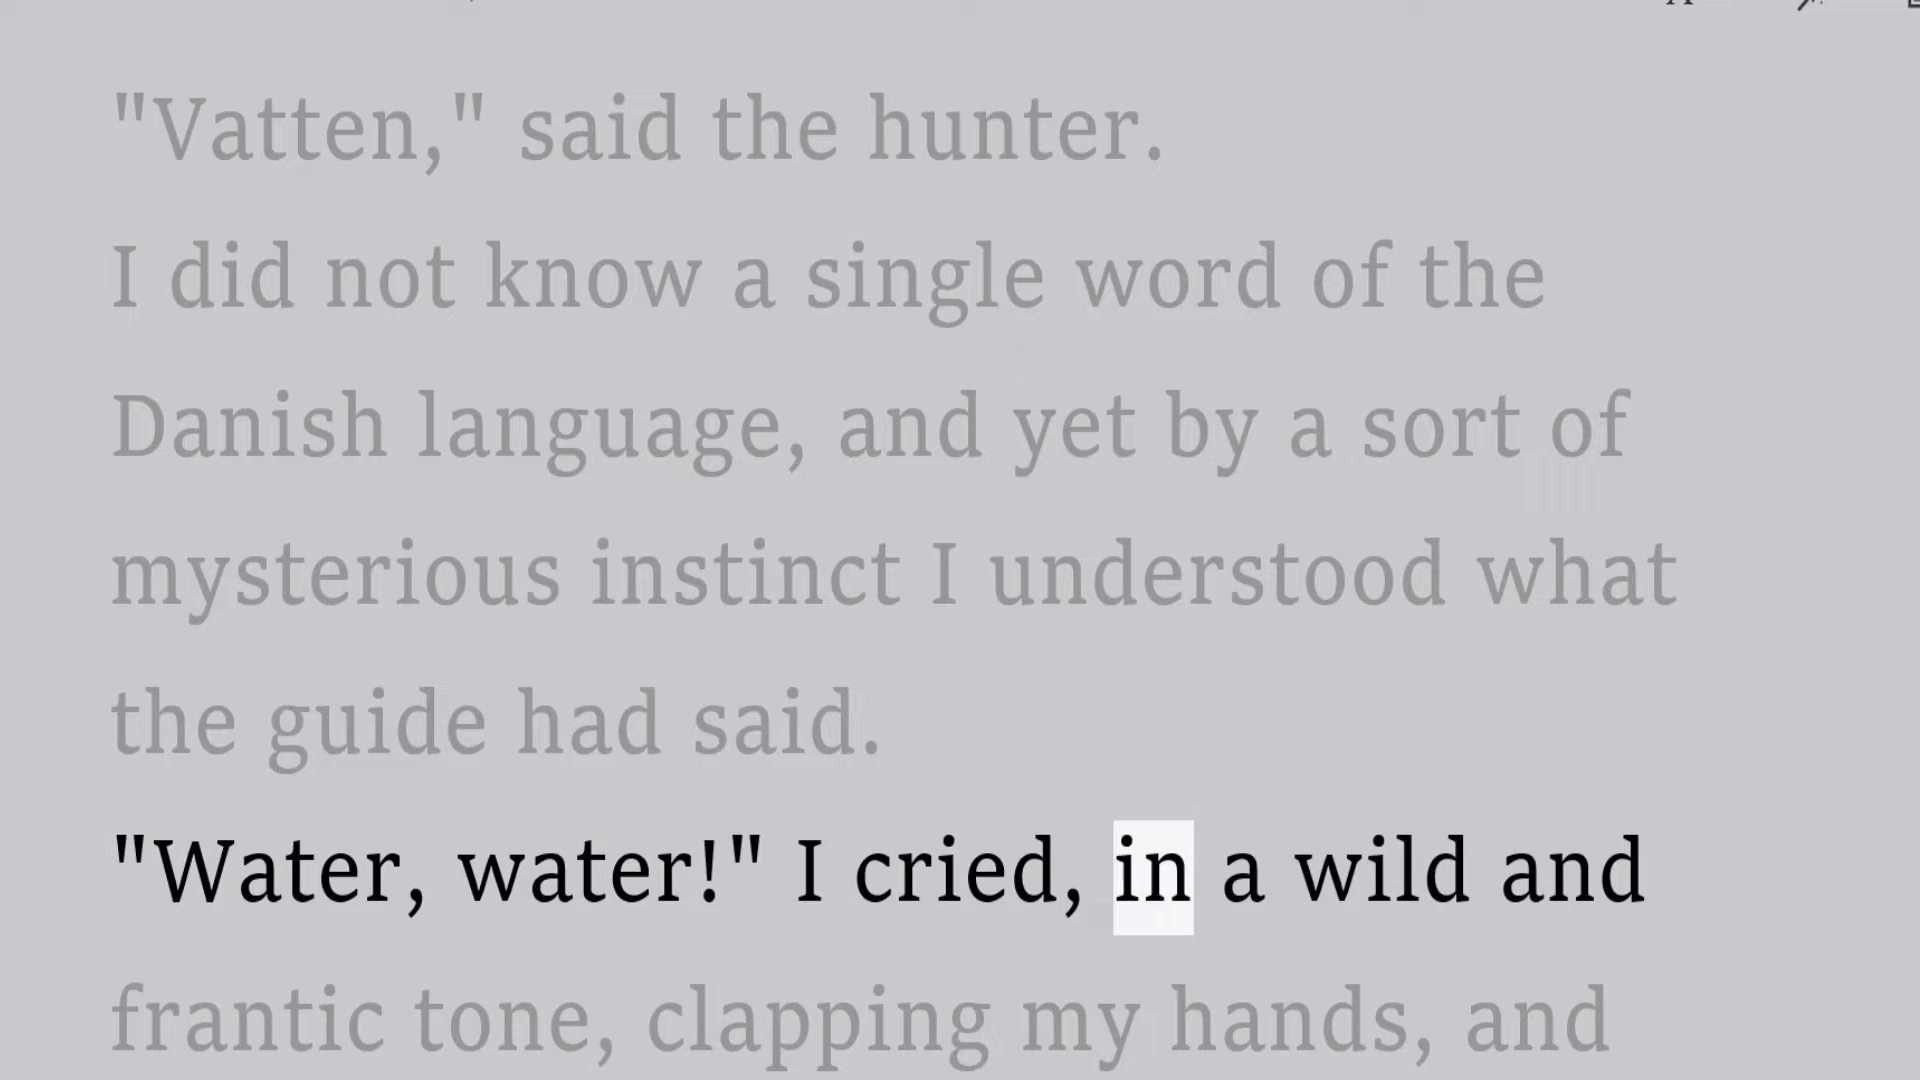 "Vatten," said the hunter.
I did not know a single word of the
Danish language, and yet by a sort of
mysterious instinct I understood what
the guide had said.
"Water, water!" I cried, in a wild and
frantic tone, clapping my hands, and